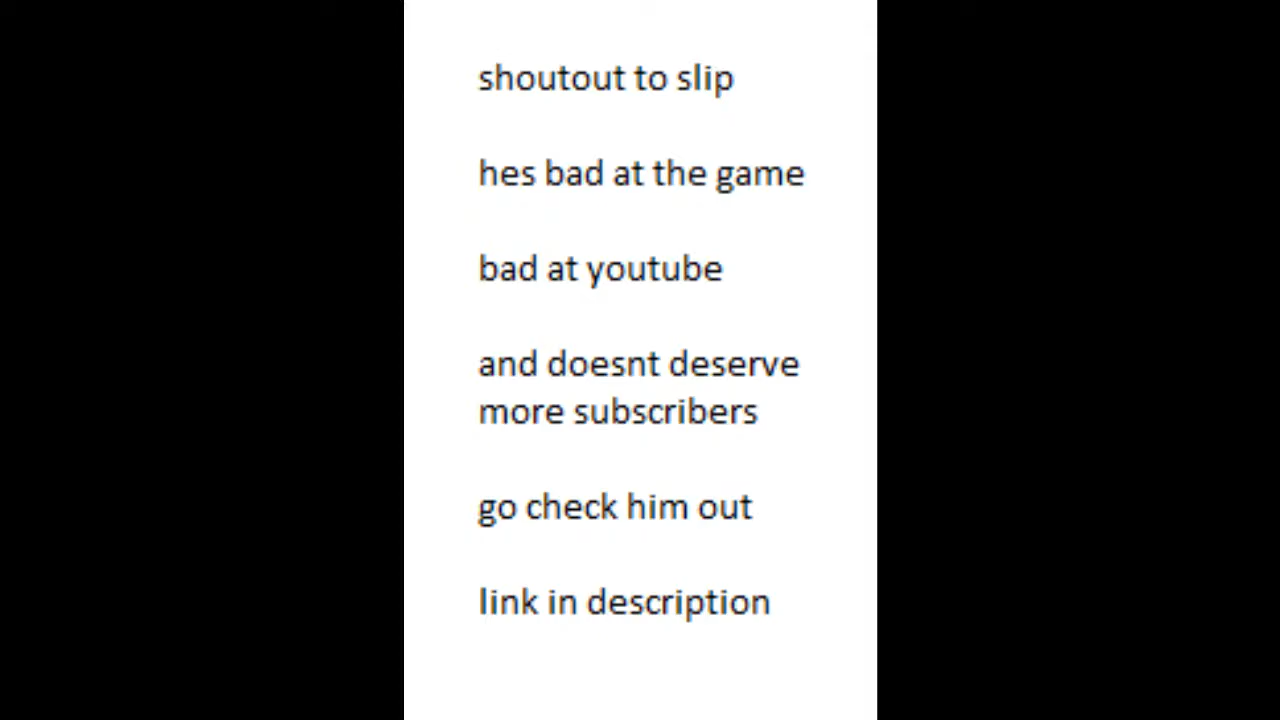 shoutout to slip
hes bad at the game
bad at youtube
and doesnt deserve
more subscribers
go check him out
link in description